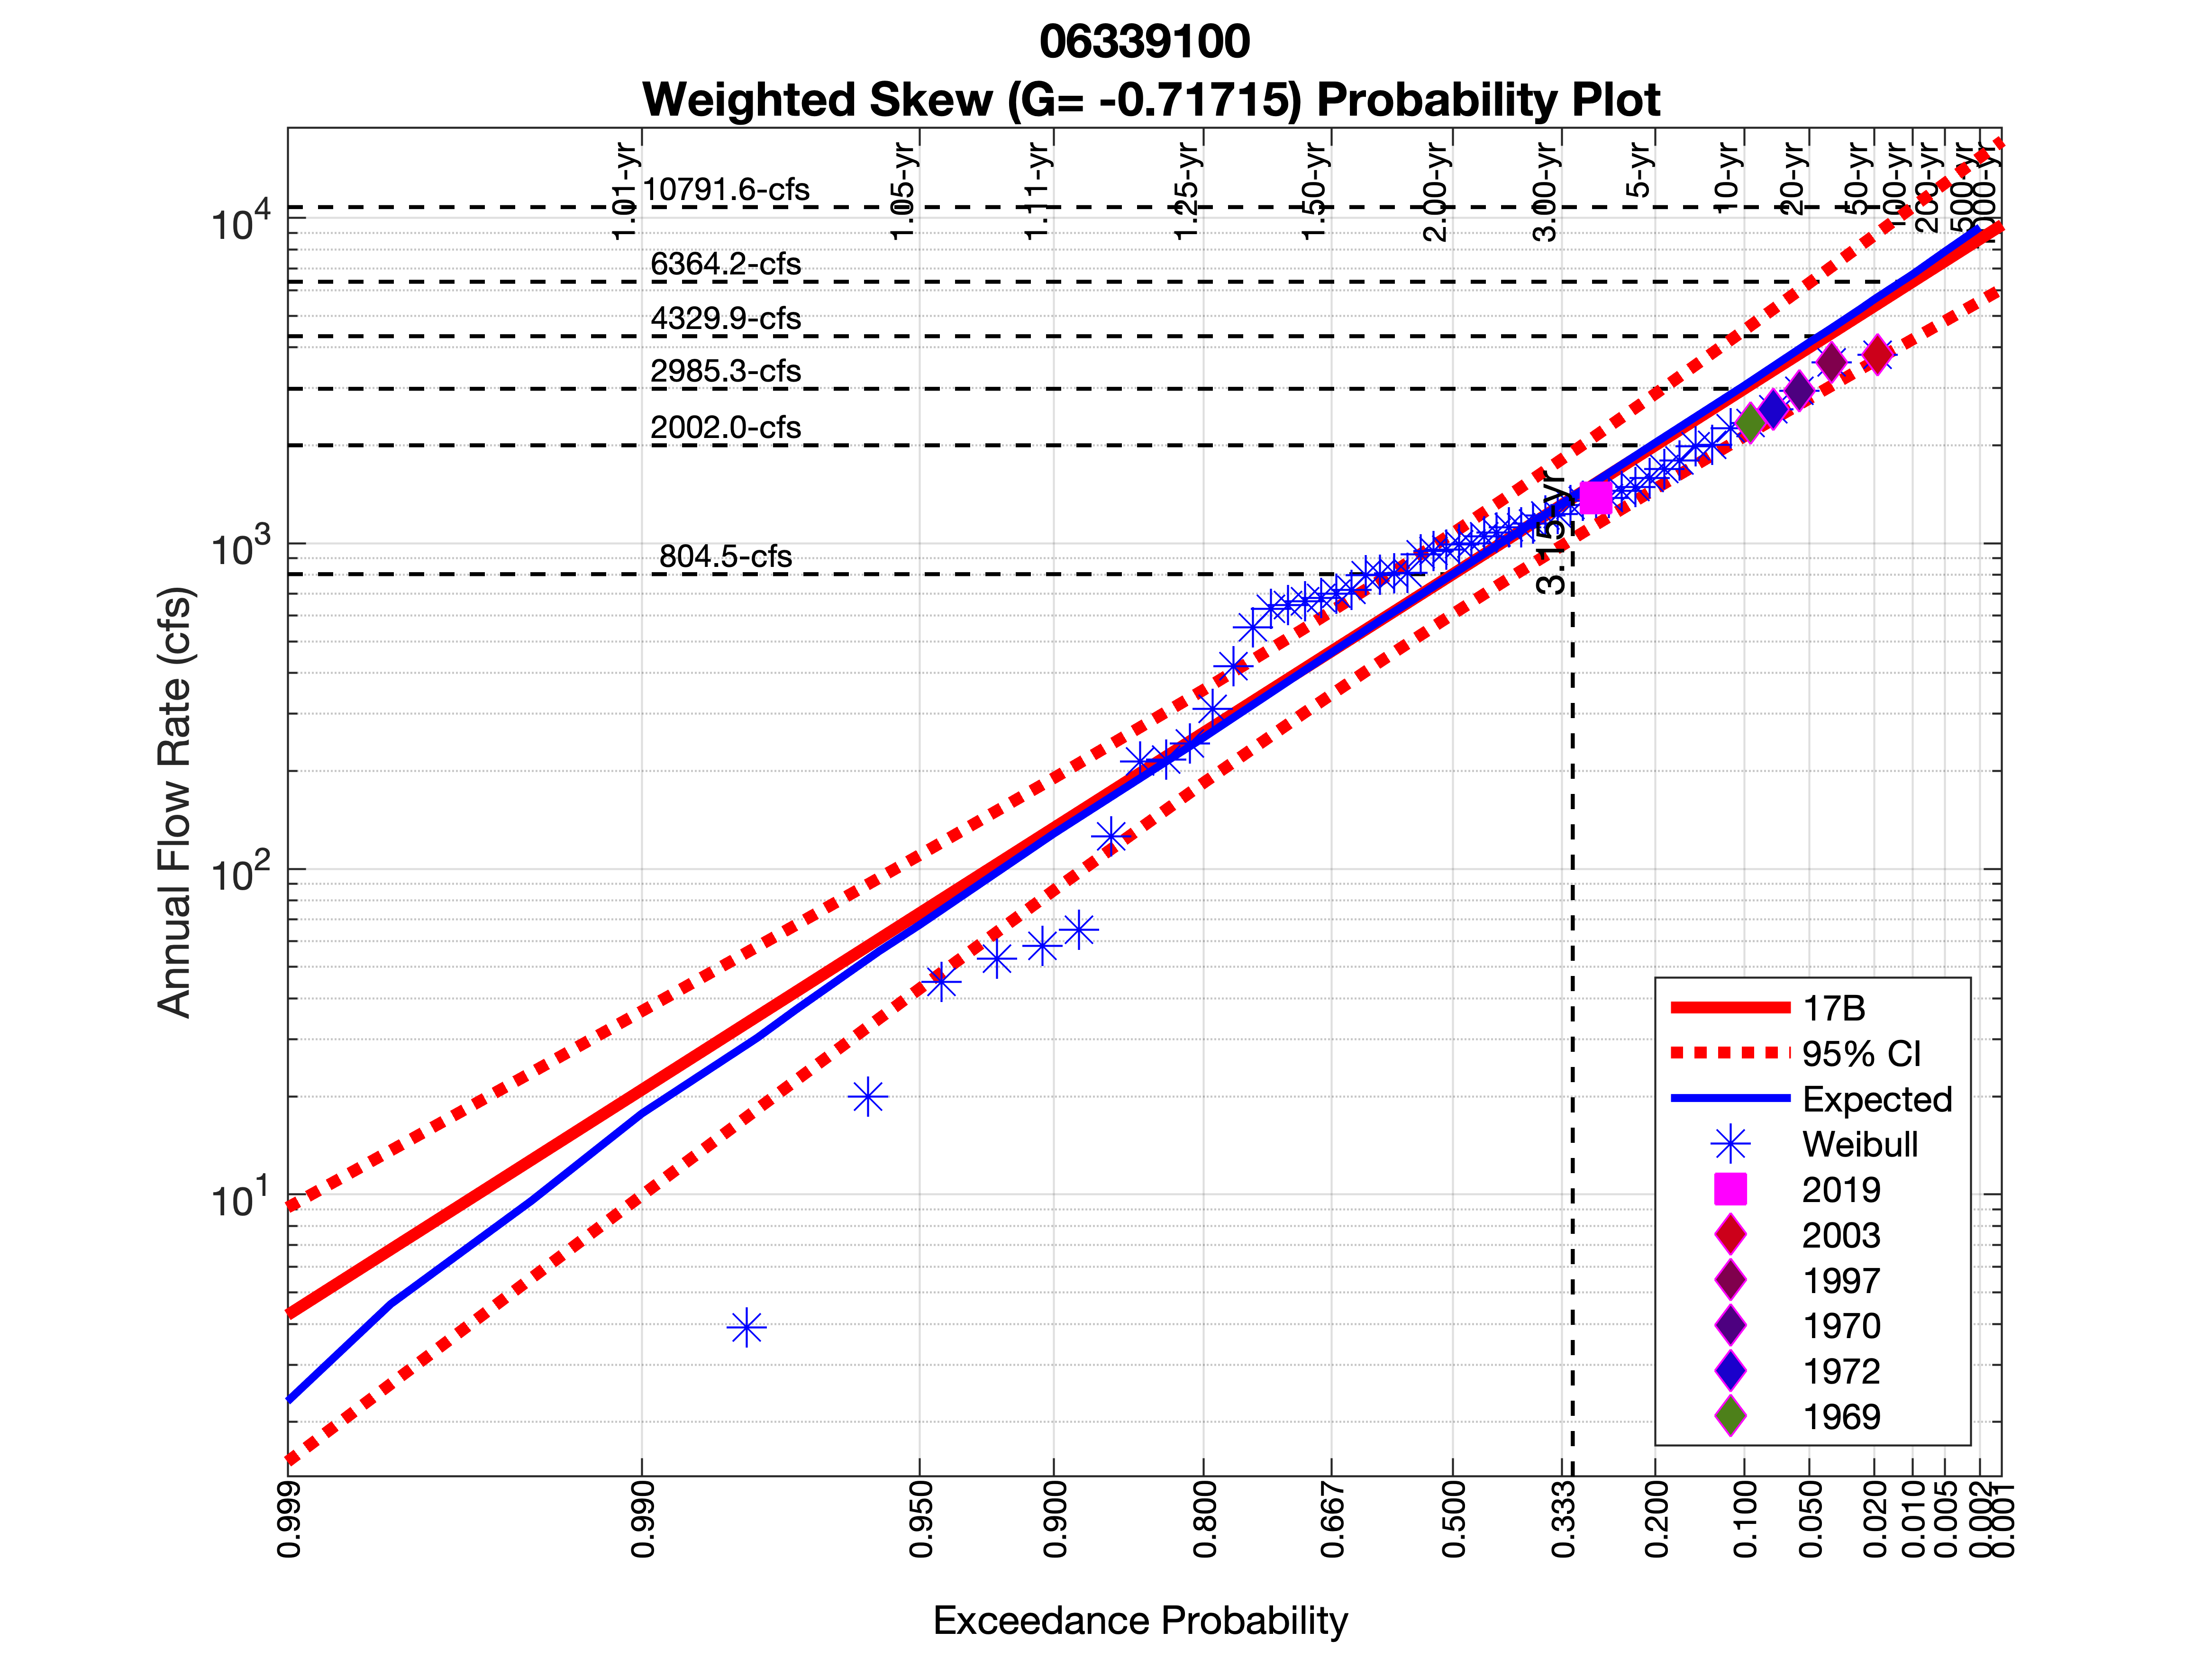 06339100
Weighted Skew (G= -0.71715) Probability Plot
1.01-yr
1.05-yr
1.11-yr
1.25-yr
1.50-yr
2.00-yr
3.00-yr
5-yr
10-yr
20-yr
50-yr
100-yr
200-yr
500-yr
10791.6-cfs
6364.2-cfs
4329.9-cfs
2985.3-cfs
2002.0-cfs
804.5-cfs
3.15-yr
10^4
10^3
10^2
10^1
Annual Flow Rate (cfs)
17B
95% CI
Expected
Weibull
2019
2003
1997
1970
1972
1969
0.999
0.990
0.950
0.900
0.800
0.667
0.500
0.333
0.200
0.100
0.050
0.020
0.010
0.005
0.002
0.001
Exceedance Probability